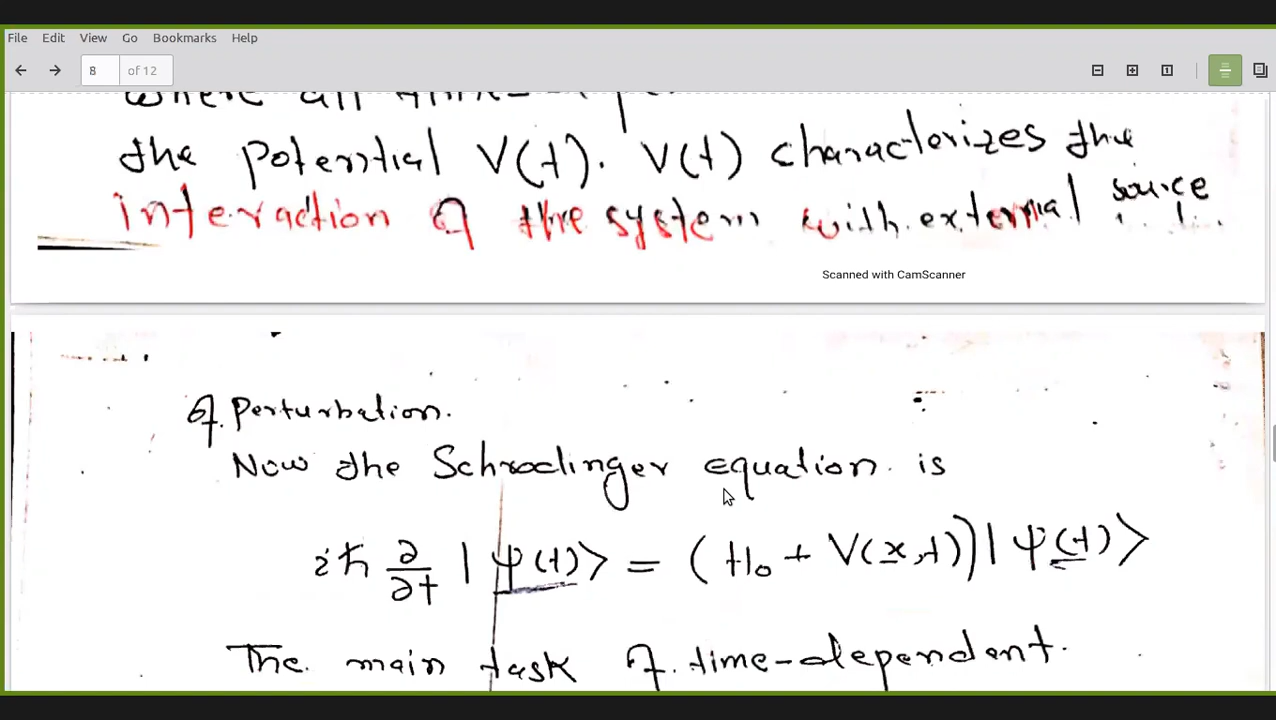 File Edit View Go Bookmarks Help
8 of 12
where all
the potential V(t). V(t) characterizes the
interaction of the system with external source
Scanned with CamScanner
of perturbation.
Now the Schrodinger equation is
iℏ ∂/∂t |ψ(t)⟩ = (H₀ + V(x,t))|ψ(t)⟩
The main task of time-dependent